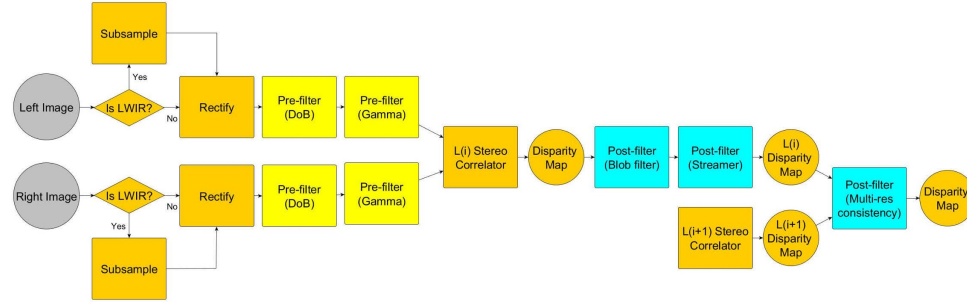 Subsample
Yes
Left Image
Is LWIR?
No
Rectify
Pre-filter
(DoB)
Pre-filter
(Gamma)
Right Image
Is LWIR?
No
Yes
Rectify
Pre-filter
(DoB)
Pre-filter
(Gamma)
Subsample
L(i) Stereo
Correlator
Disparity
Map
Post-filter
(Blob filter)
Post-filter
(Streamer)
L(i)
Disparity
Map
L(i+1) Stereo
Correlator
L(i+1)
Disparity
Map
Post-filter
(Multi-res
consistency)
Disparity
Map